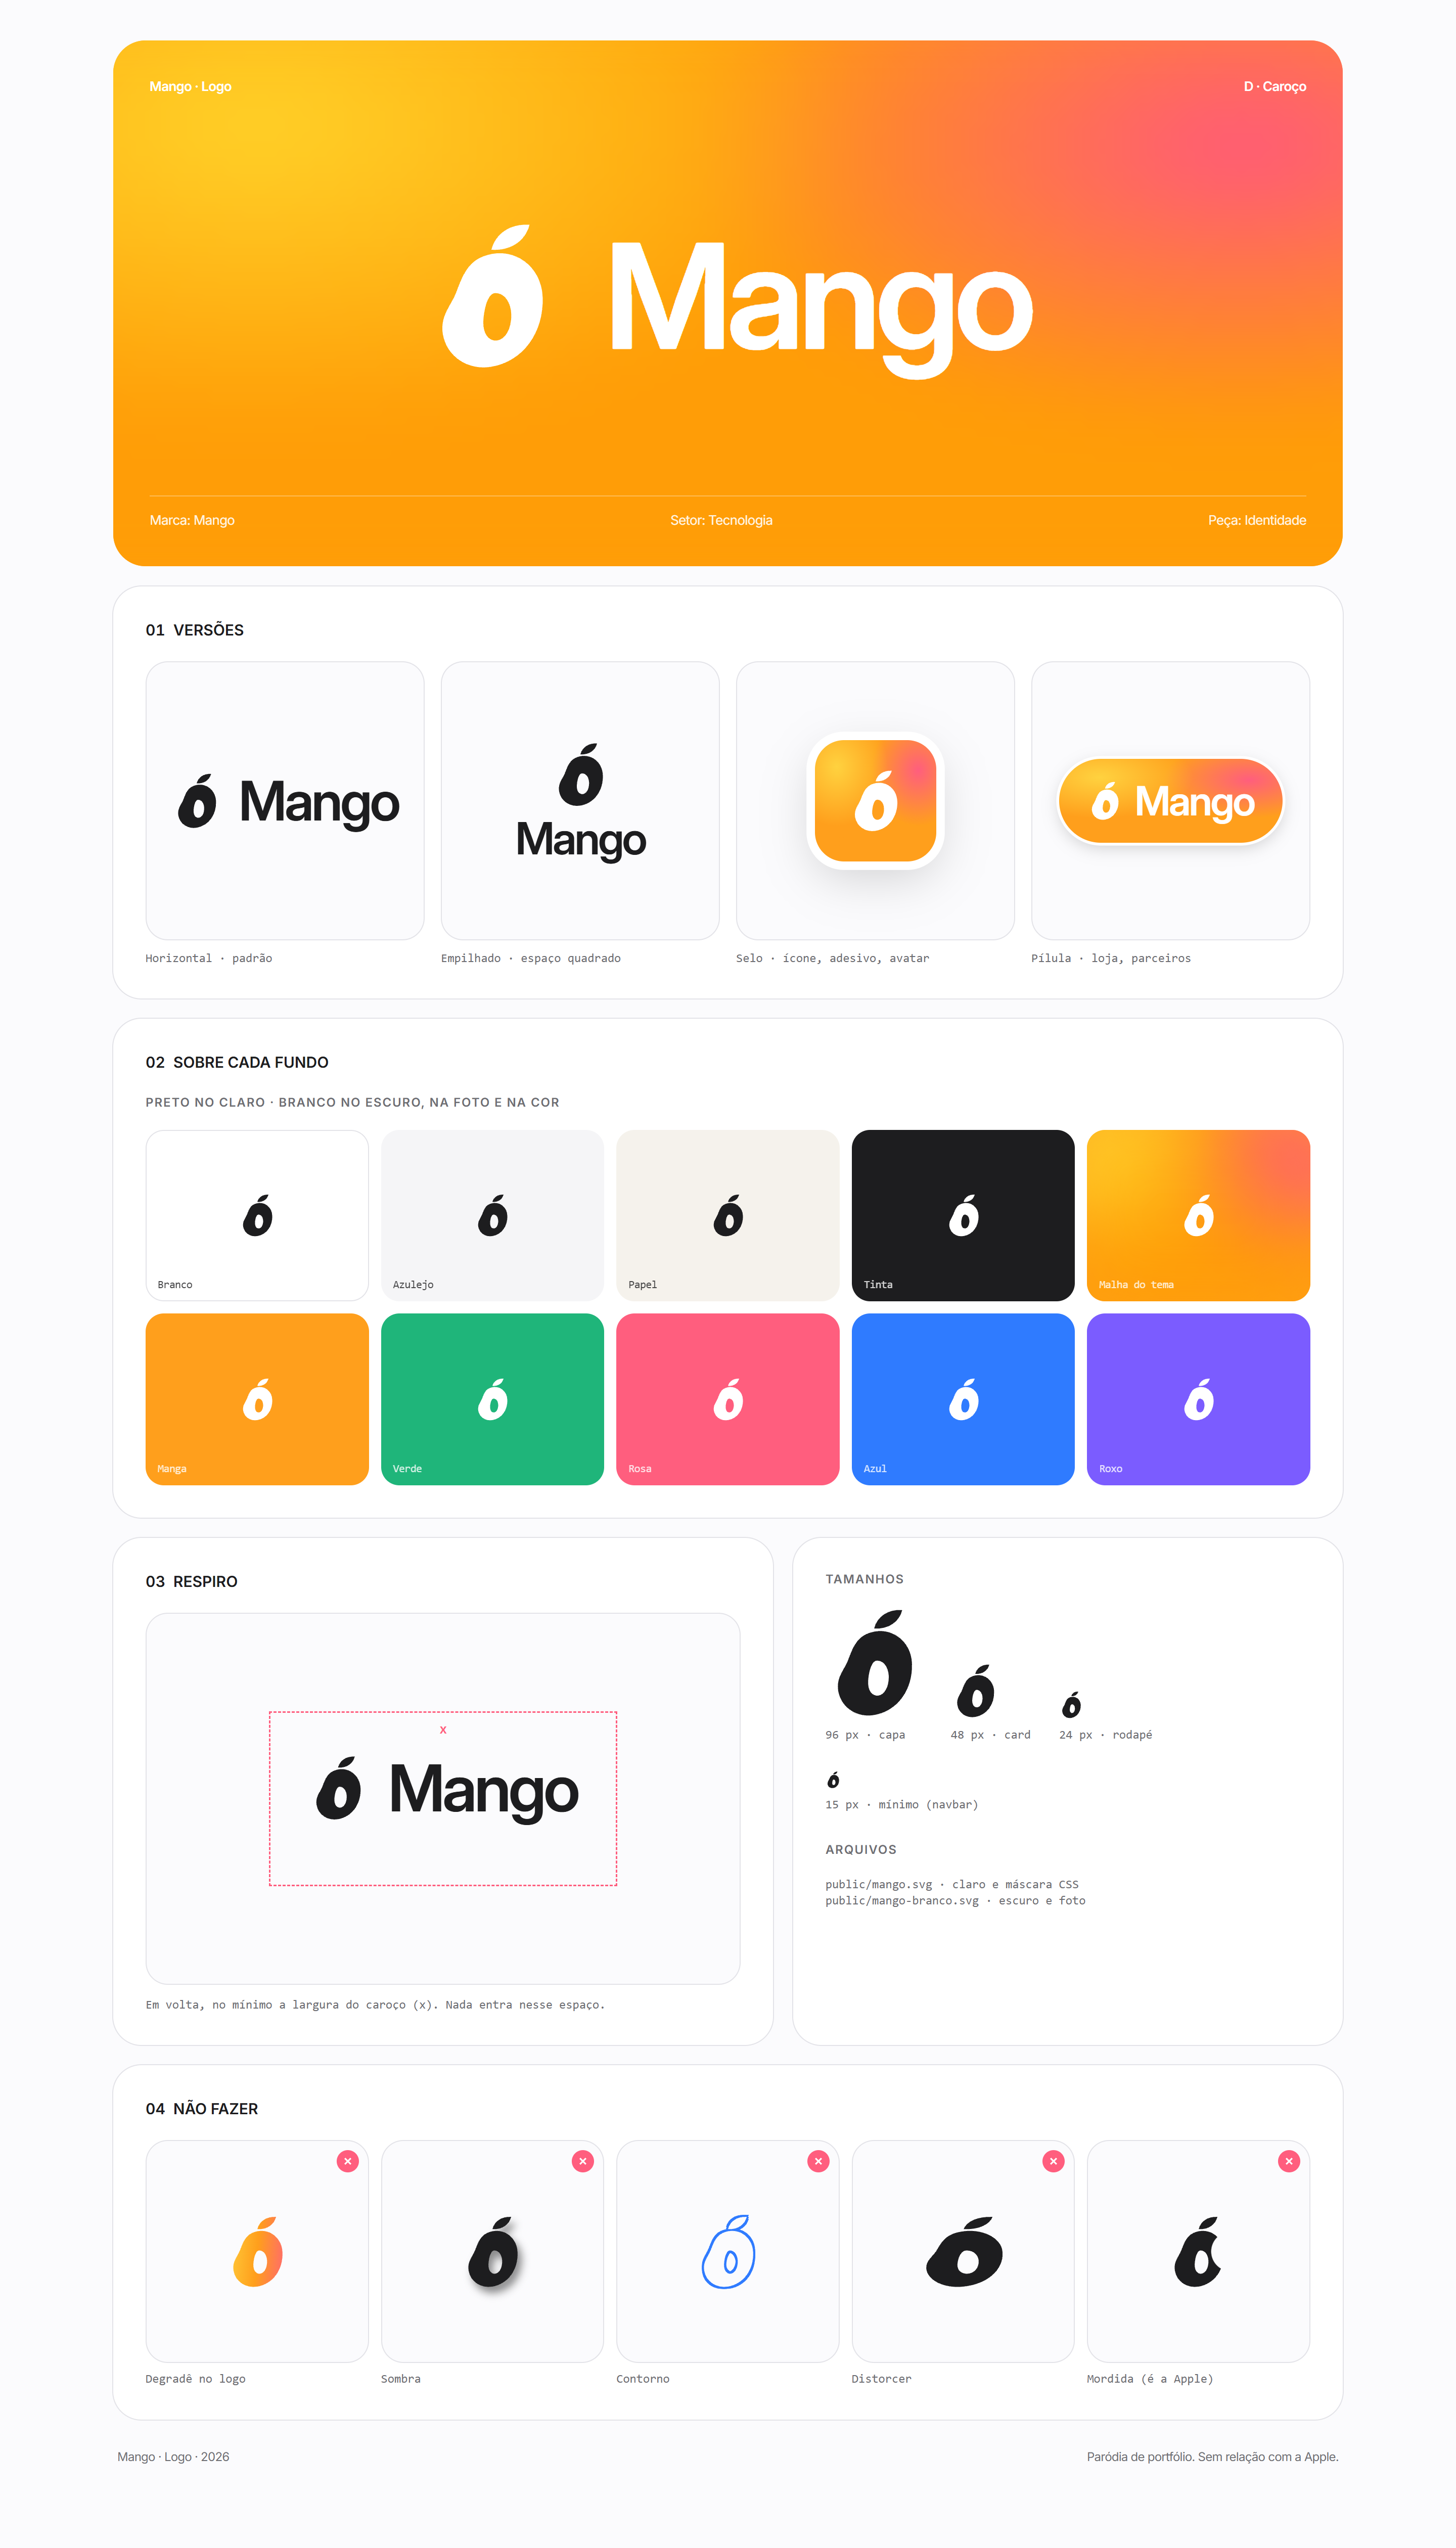 Mango · Logo
D · Caroço
Mango
Marca: Mango
Setor: Tecnologia
Peça: Identidade
01 VERSÕES
Mango
Mango
Mango
Horizontal · padrão
Empilhado · espaço quadrado
Selo · ícone, adesivo, avatar
Pílula · loja, parceiros
02 SOBRE CADA FUNDO
PRETO NO CLARO · BRANCO NO ESCURO, NA FOTO E NA COR
Branco
Azulejo
Papel
Tinta
Malha do tema
Manga
Verde
Rosa
Azul
Roxo
03 RESPIRO
x
Mango
Em volta, no mínimo a largura do caroço (x). Nada entra nesse espaço.
TAMANHOS
96 px · capa
48 px · card
24 px · rodapé
15 px · mínimo (navbar)
ARQUIVOS
public/mango.svg · claro e máscara CSS
public/mango-branco.svg · escuro e foto
04 NÃO FAZER
Degradê no logo
Sombra
Contorno
Distorcer
Mordida (é a Apple)
Mango · Logo · 2026
Paródia de portfólio. Sem relação com a Apple.